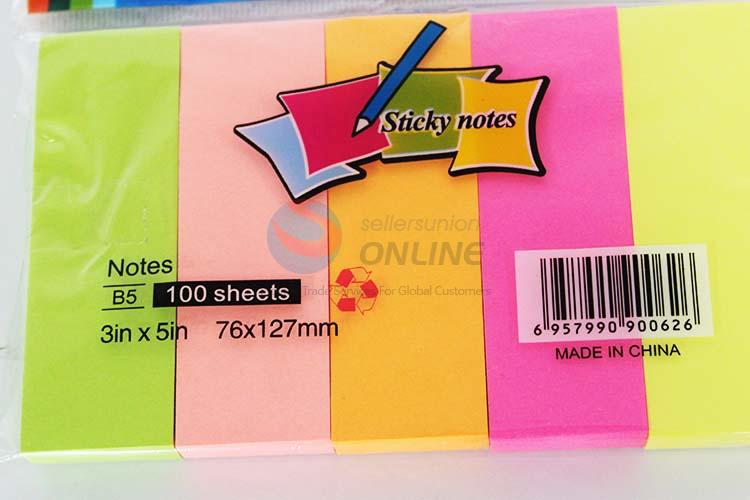 Sticky notes
sellersunion
ONLINE
Trade Services For Global Customers
Notes
B5 100 sheets
3in x 5in 76x127mm
6 957990 900626
MADE IN CHINA